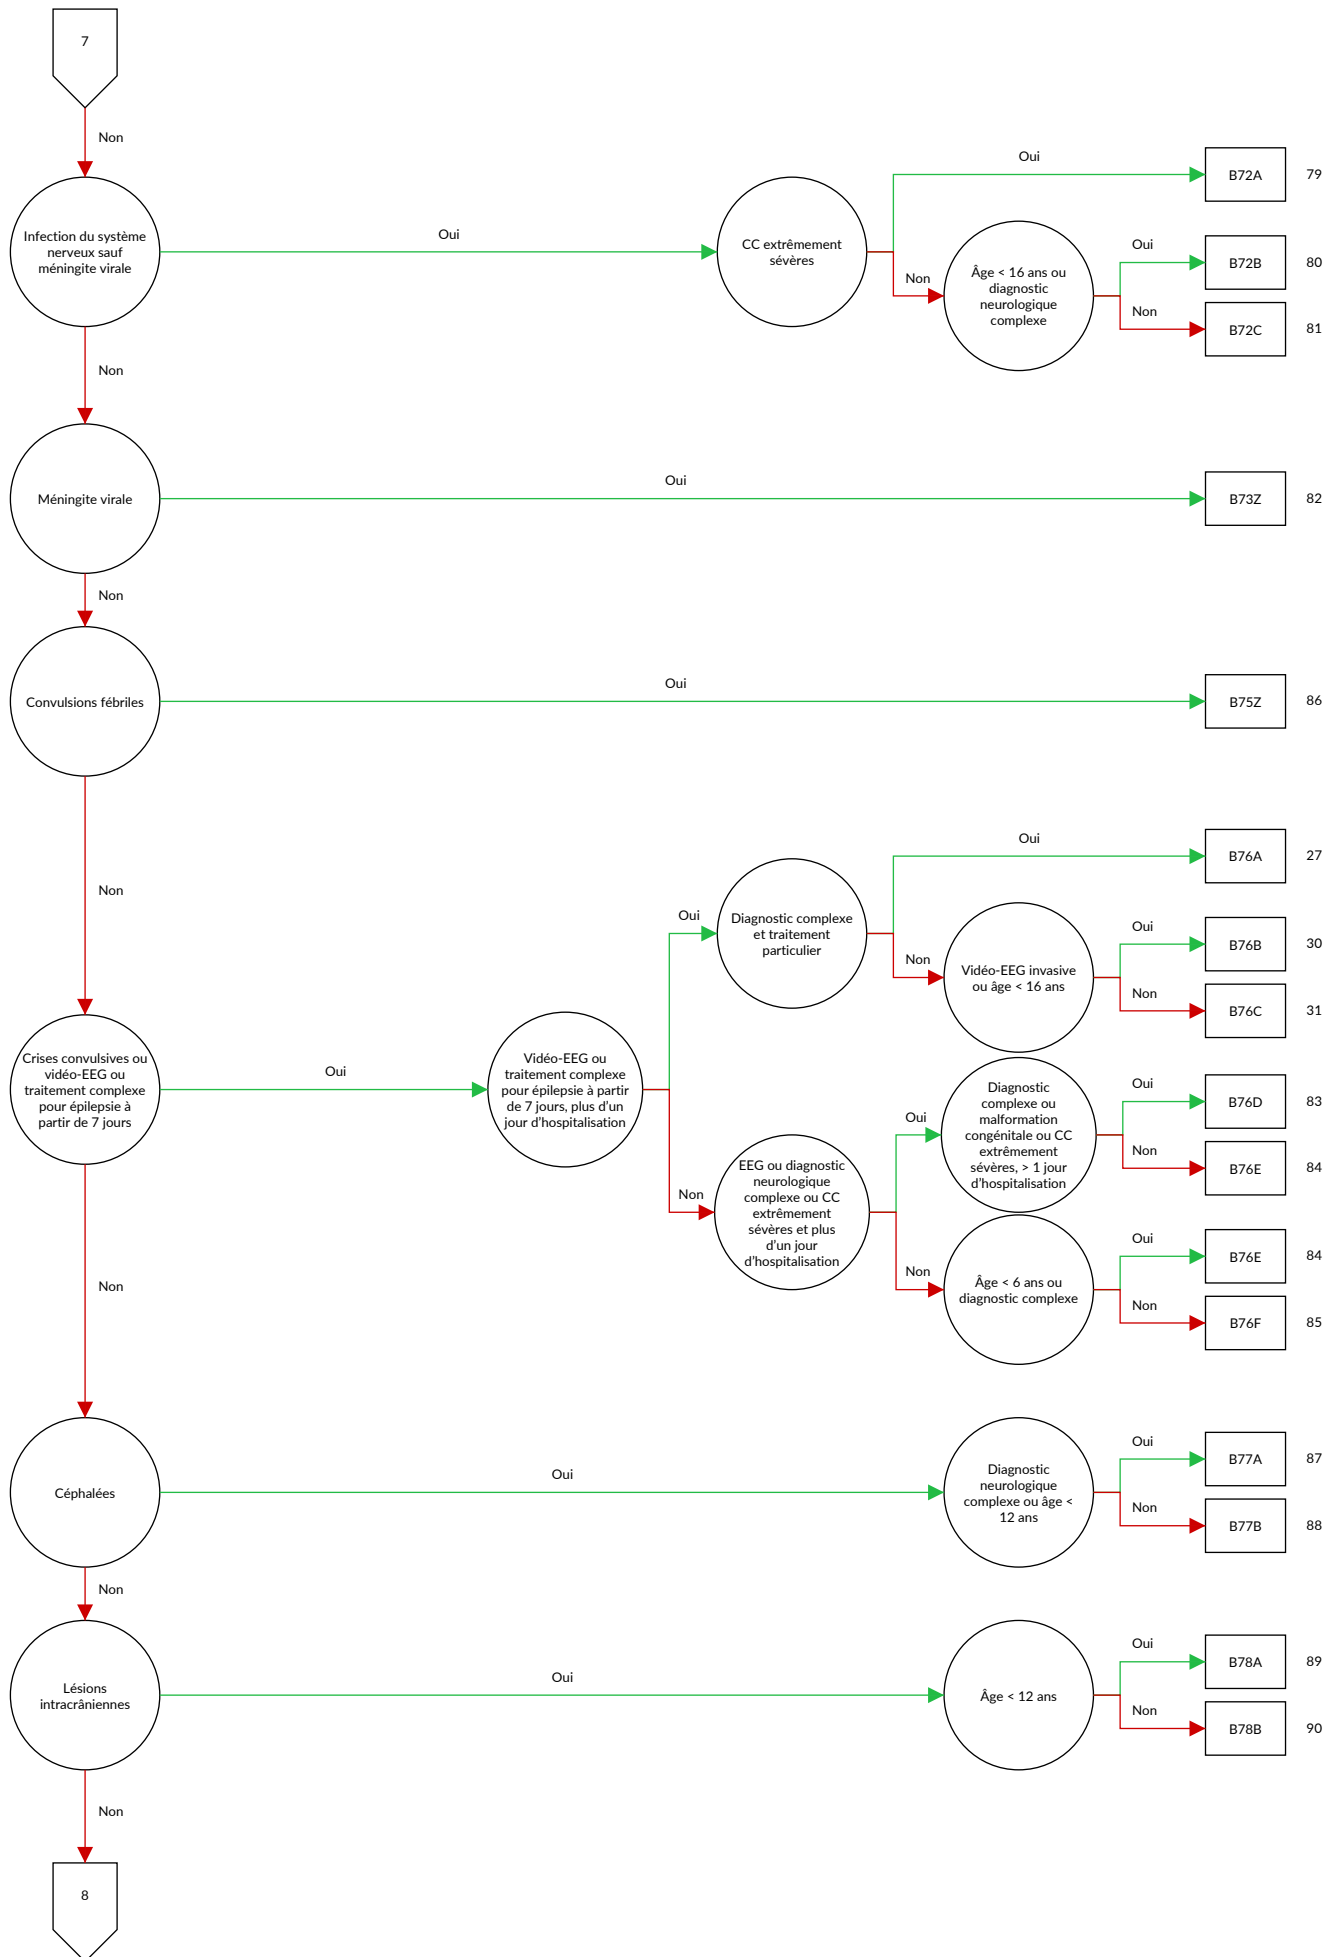 7
Non
Infection du système
nerveux sauf
méningite virale
Oui
CC extrêmement
sévères
Oui
B72A
79
Non
Âge < 16 ans ou
diagnostic
neurologique
complexe
Oui
B72B
80
Non
B72C
81
Non
Méningite virale
Oui
B73Z
82
Non
Convulsions fébriles
Oui
B75Z
86
Non
Crises convulsives ou
vidéo-EEG ou
traitement complexe
pour épilepsie à
partir de 7 jours
Oui
Vidéo-EEG ou
traitement complexe
pour épilepsie à partir
de 7 jours, plus d'un
jour d'hospitalisation
Oui
Diagnostic complexe
et traitement
particulier
Oui
B76A
27
Non
Vidéo-EEG invasive
ou âge < 16 ans
Oui
B76B
30
Non
B76C
31
Non
EEG ou diagnostic
neurologique
complexe ou CC
extrêmement
sévères et plus
d'un jour
d'hospitalisation
Oui
Diagnostic
complexe ou
malformation
congénitale ou CC
extrêmement
sévères, > 1 jour
d'hospitalisation
Oui
B76D
83
Non
B76E
84
Non
Âge < 6 ans ou
diagnostic complexe
Oui
B76E
84
Non
B76F
85
Non
Céphalées
Oui
Diagnostic
neurologique
complexe ou âge <
12 ans
Oui
B77A
87
Non
B77B
88
Non
Lésions
intracrâniennes
Oui
Âge < 12 ans
Oui
B78A
89
Non
B78B
90
Non
8